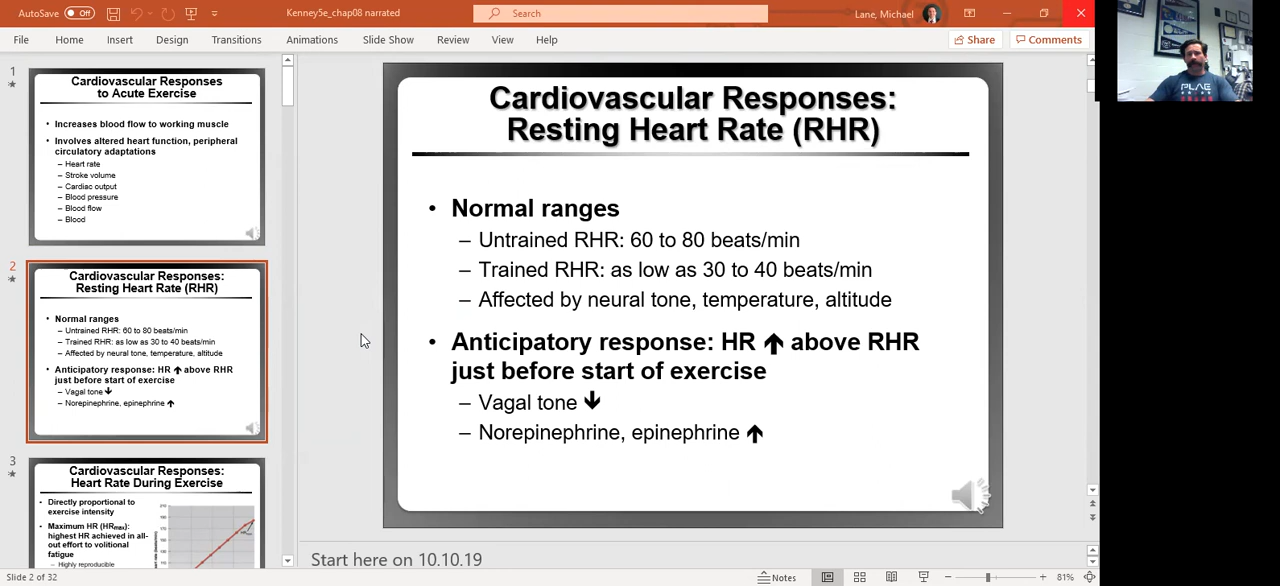 AutoSave Off
Kenney5e_chap08 narrated
Search
Lane, Michael
File Home Insert Design Transitions Animations Slide Show Review View Help
Share Comments
1
Cardiovascular Responses
to Acute Exercise
• Increases blood flow to working muscle
• Involves altered heart function, peripheral
circulatory adaptations
– Heart rate
– Stroke volume
– Cardiac output
– Blood pressure
– Blood flow
– Blood
2
Cardiovascular Responses:
Resting Heart Rate (RHR)
• Normal ranges
– Untrained RHR: 60 to 80 beats/min
– Trained RHR: as low as 30 to 40 beats/min
– Affected by neural tone, temperature, altitude
• Anticipatory response: HR ↑ above RHR
just before start of exercise
– Vagal tone ↓
– Norepinephrine, epinephrine ↑
3
Cardiovascular Responses:
Heart Rate During Exercise
• Directly proportional to
exercise intensity
• Maximum HR (HRmax):
highest HR achieved in all-
out effort to volitional
fatigue
– Highly reproducible
Cardiovascular Responses:
Resting Heart Rate (RHR)
• Normal ranges
– Untrained RHR: 60 to 80 beats/min
– Trained RHR: as low as 30 to 40 beats/min
– Affected by neural tone, temperature, altitude
• Anticipatory response: HR ↑ above RHR
just before start of exercise
– Vagal tone ↓
– Norepinephrine, epinephrine ↑
Start here on 10.10.19
PLAE
Slide 2 of 32
Notes
81%